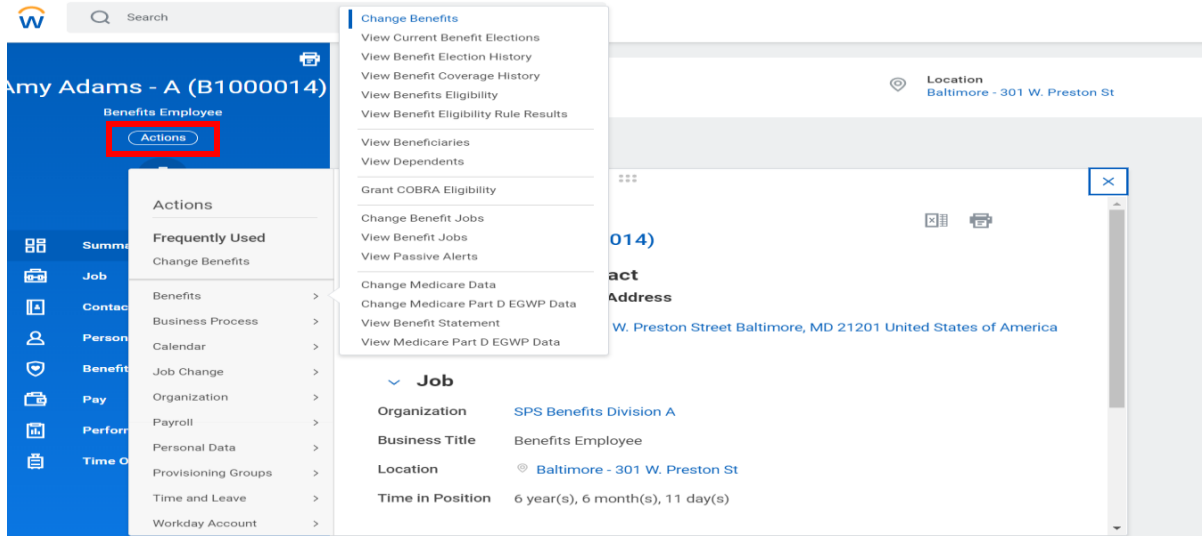 Search
Amy Adams - A (B1000014)
Benefits Employee
Actions
Summa
Job
Contac
Person
Benefit
Pay
Perforr
Time O
Actions
Frequently Used
Change Benefits
Benefits >
Business Process >
Calendar >
Job Change >
Organization >
Payroll >
Personal Data >
Provisioning Groups >
Time and Leave >
Workday Account >
Change Benefits
View Current Benefit Elections
View Benefit Election History
View Benefit Coverage History
View Benefits Eligibility
View Benefit Eligibility Rule Results
View Beneficiaries
View Dependents
Grant COBRA Eligibility
Change Benefit Jobs
View Benefit Jobs
View Passive Alerts
Change Medicare Data
Change Medicare Part D EGWP Data
View Benefit Statement
View Medicare Part D EGWP Data
Location
Baltimore - 301 W. Preston St
014)
act
Address
W. Preston Street Baltimore, MD 21201 United States of America
Job
Organization SPS Benefits Division A
Business Title Benefits Employee
Location Baltimore - 301 W. Preston St
Time in Position 6 year(s), 6 month(s), 11 day(s)